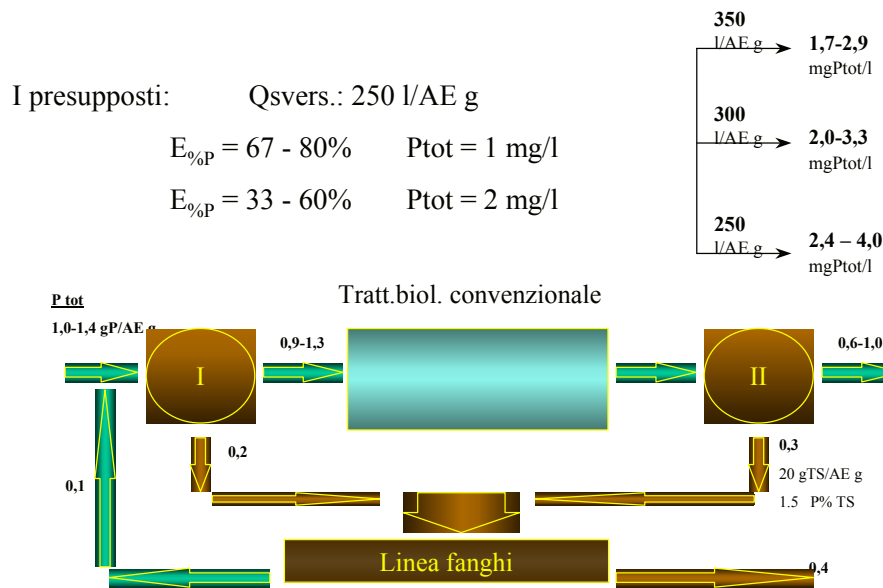 350
l/AE g
1,7-2,9
mgPtot/l
I presupposti: Qsvers.: 250 l/AE g
300
l/AE g
2,0-3,3
mgPtot/l
E%P = 67 - 80% Ptot = 1 mg/l
E%P = 33 - 60% Ptot = 2 mg/l
250
l/AE g
2,4 – 4,0
mgPtot/l
Tratt.biol. convenzionale
P tot
1,0-1,4 gP/AE g
I
0,9-1,3
II
0,6-1,0
0,2
0,3
20 gTS/AE g
1.5 P% TS
0,1
Linea fanghi
0,4